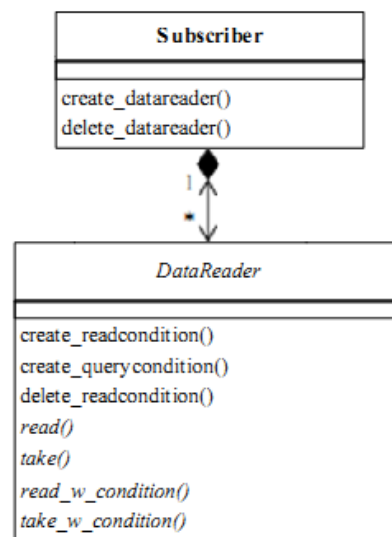 Subscriber
create_datareader()
delete_datareader()
1
*
DataReader
create_readcondition()
create_querycondition()
delete_readcondition()
read()
take()
read_w_condition()
take_w_condition()